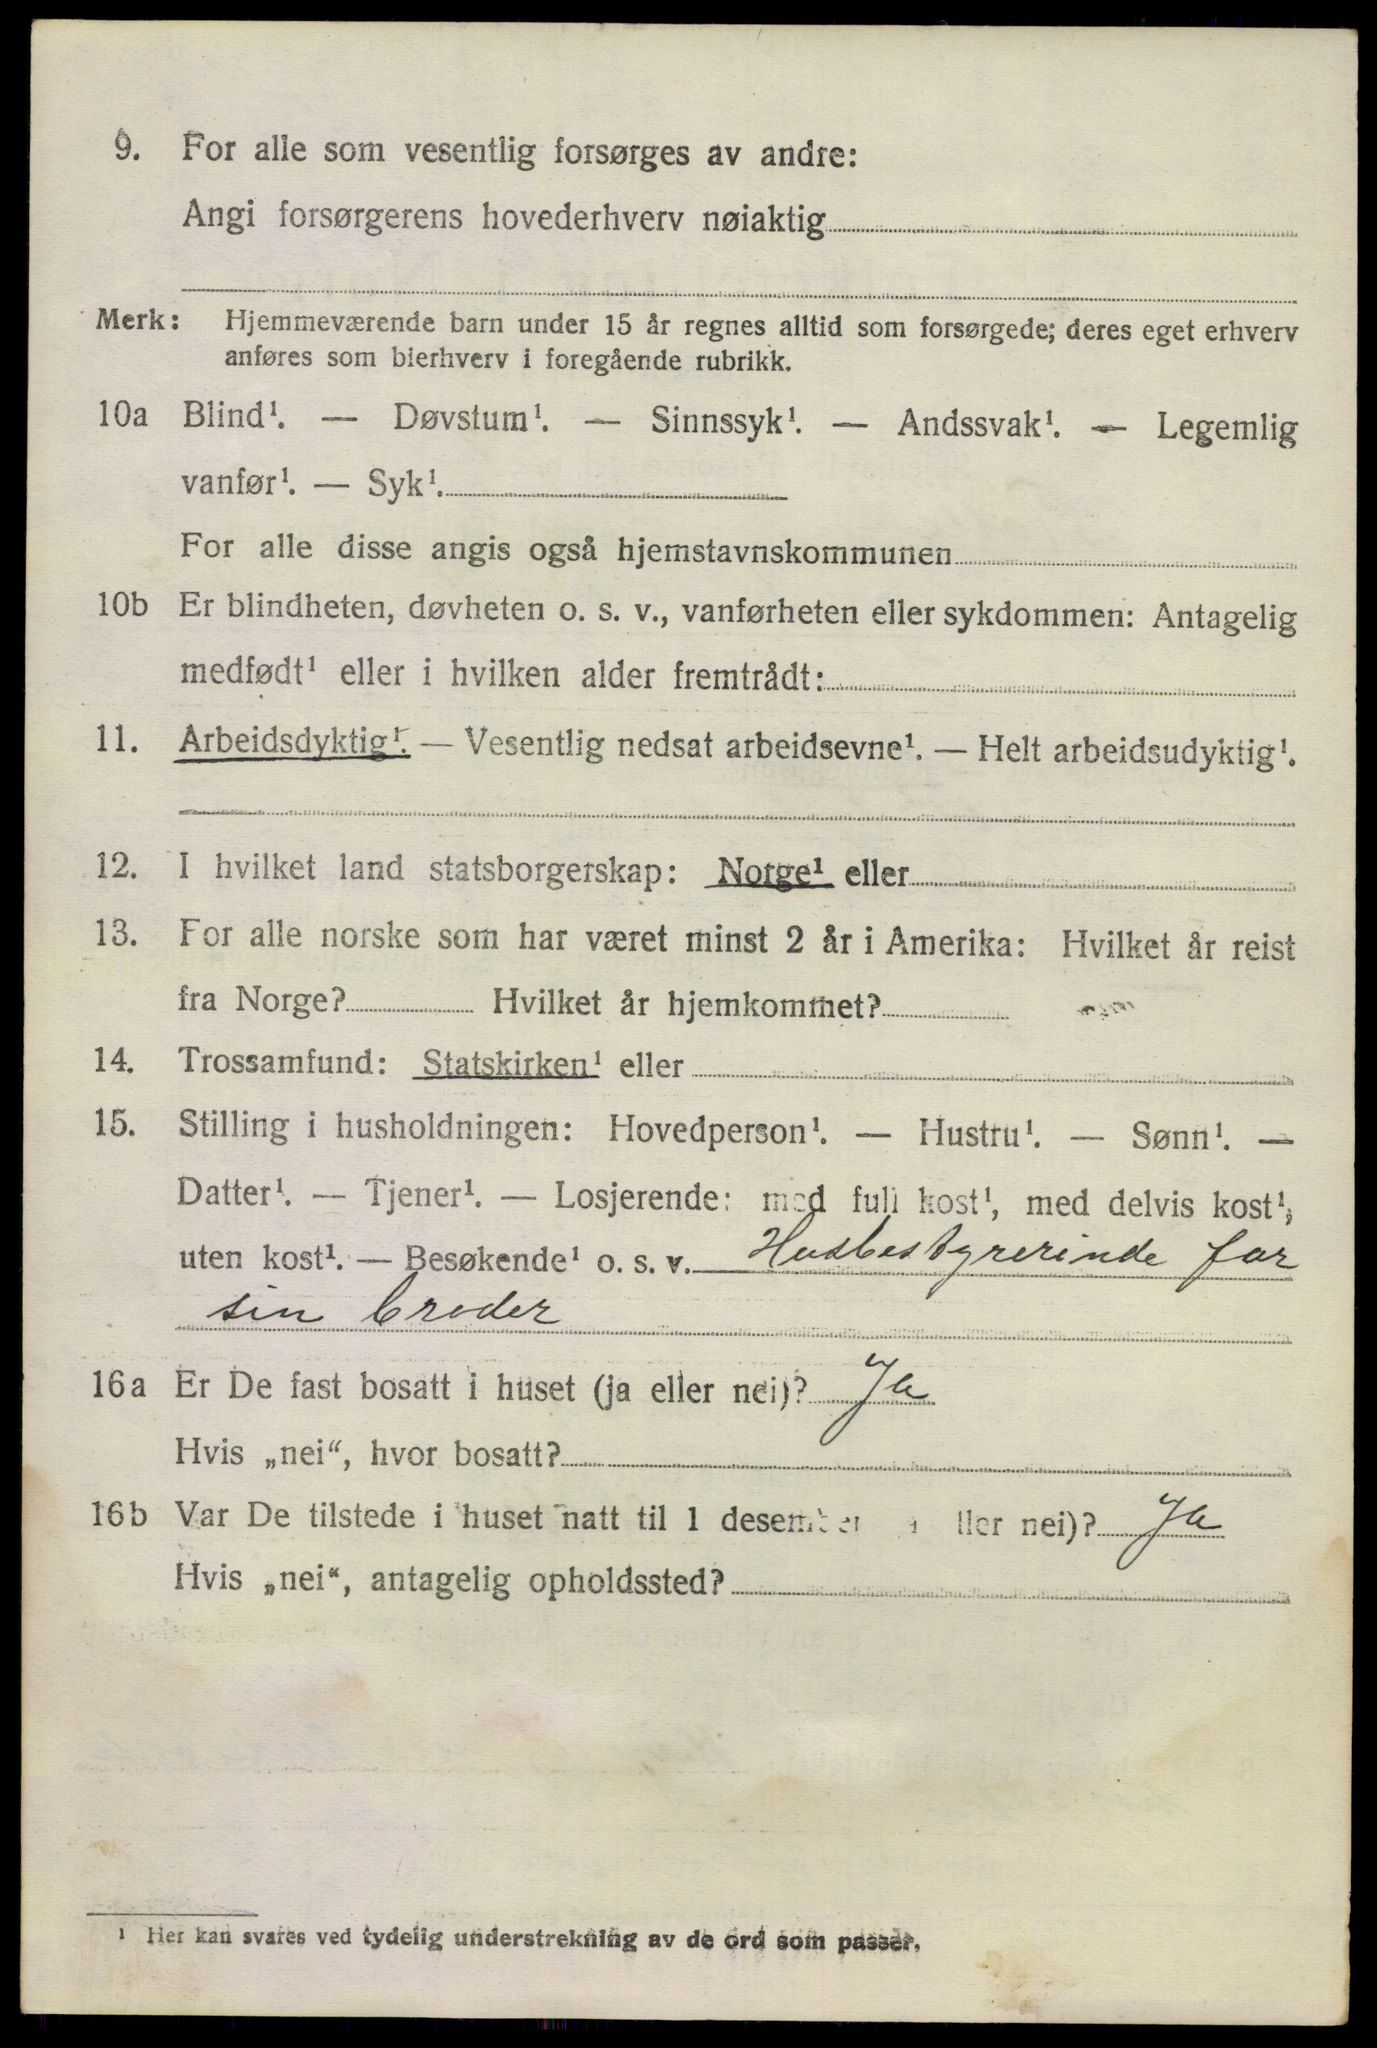 9. For alle som vesentlig forsørges av andre:
Angi forsørgerens hovederhverv nøiaktig
Merk: Hjemmeværende barn under 15 år regnes alltid som forsørgede; deres eget erhverv
anføres som bierhverv i foregående rubrikk.
10a Blind¹. — Døvstum¹. — Sinnssyk¹. — Andssvak¹. — Legemlig
vanfør¹. — Syk¹.
For alle disse angis også hjemstavnskommunen
10b Er blindheten, døvheten o. s. v., vanførheten eller sykdommen: Antagelig
medfødt¹ eller i hvilken alder fremtrådt:
11. Arbeidsdyktig¹. — Vesentlig nedsat arbeidsevne¹. — Helt arbeidsudyktig¹.
12. I hvilket land statsborgerskap: Norge¹ eller
13. For alle norske som har været minst 2 år i Amerika: Hvilket år reist
fra Norge? Hvilket år hjemkommet?
14. Trossamfund: Statskirken¹ eller
15. Stilling i husholdningen: Hovedperson¹. — Hustru¹. — Sønn¹. —
Datter¹. — Tjener¹. — Losjerende: med full kost¹, med delvis kost¹,
uten kost¹. — Besøkende¹ o. s. v. Husbestyrerinde for
sin broder
16a Er De fast bosatt i huset (ja eller nei)? Ja
Hvis „nei“, hvor bosatt?
16b Var De tilstede i huset natt til 1 desember ller nei)? Ja
Hvis „nei“, antagelig opholdssted?
¹ Her kan svares ved tydelig understrekning av de ord som passer.